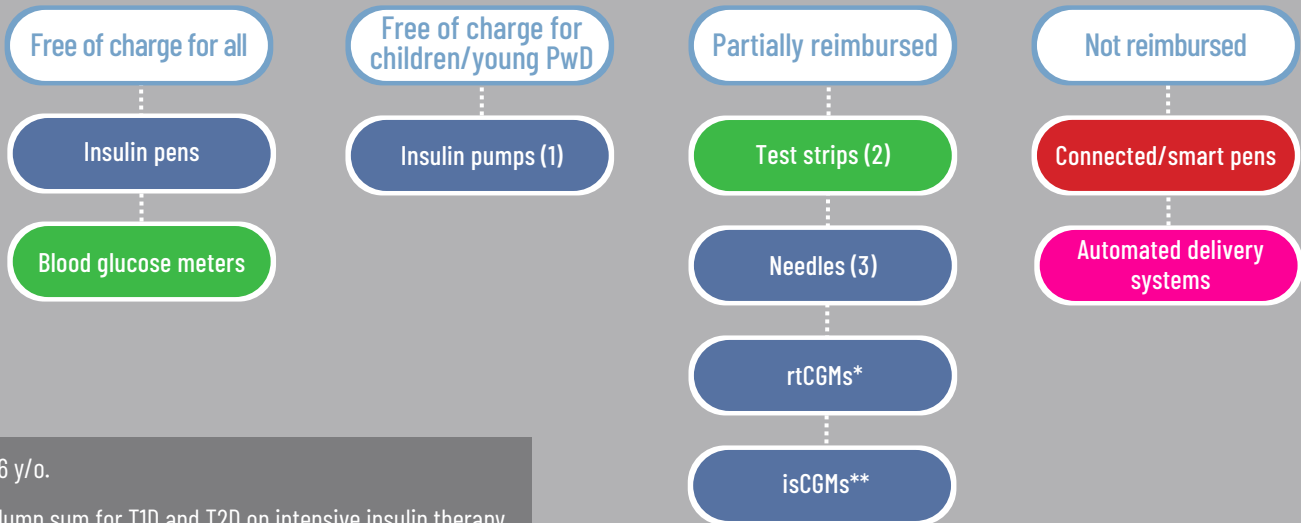 Free of charge for all
Insulin pens
Blood glucose meters
Free of charge for
children/young PwD
Insulin pumps (1)
Partially reimbursed
Test strips (2)
Needles (3)
rtCGMs*
isCGMs**
Not reimbursed
Connected/smart pens
Automated delivery
systems
6 y/o.
lump sum for T1D and T2D on intensive insulin therapy